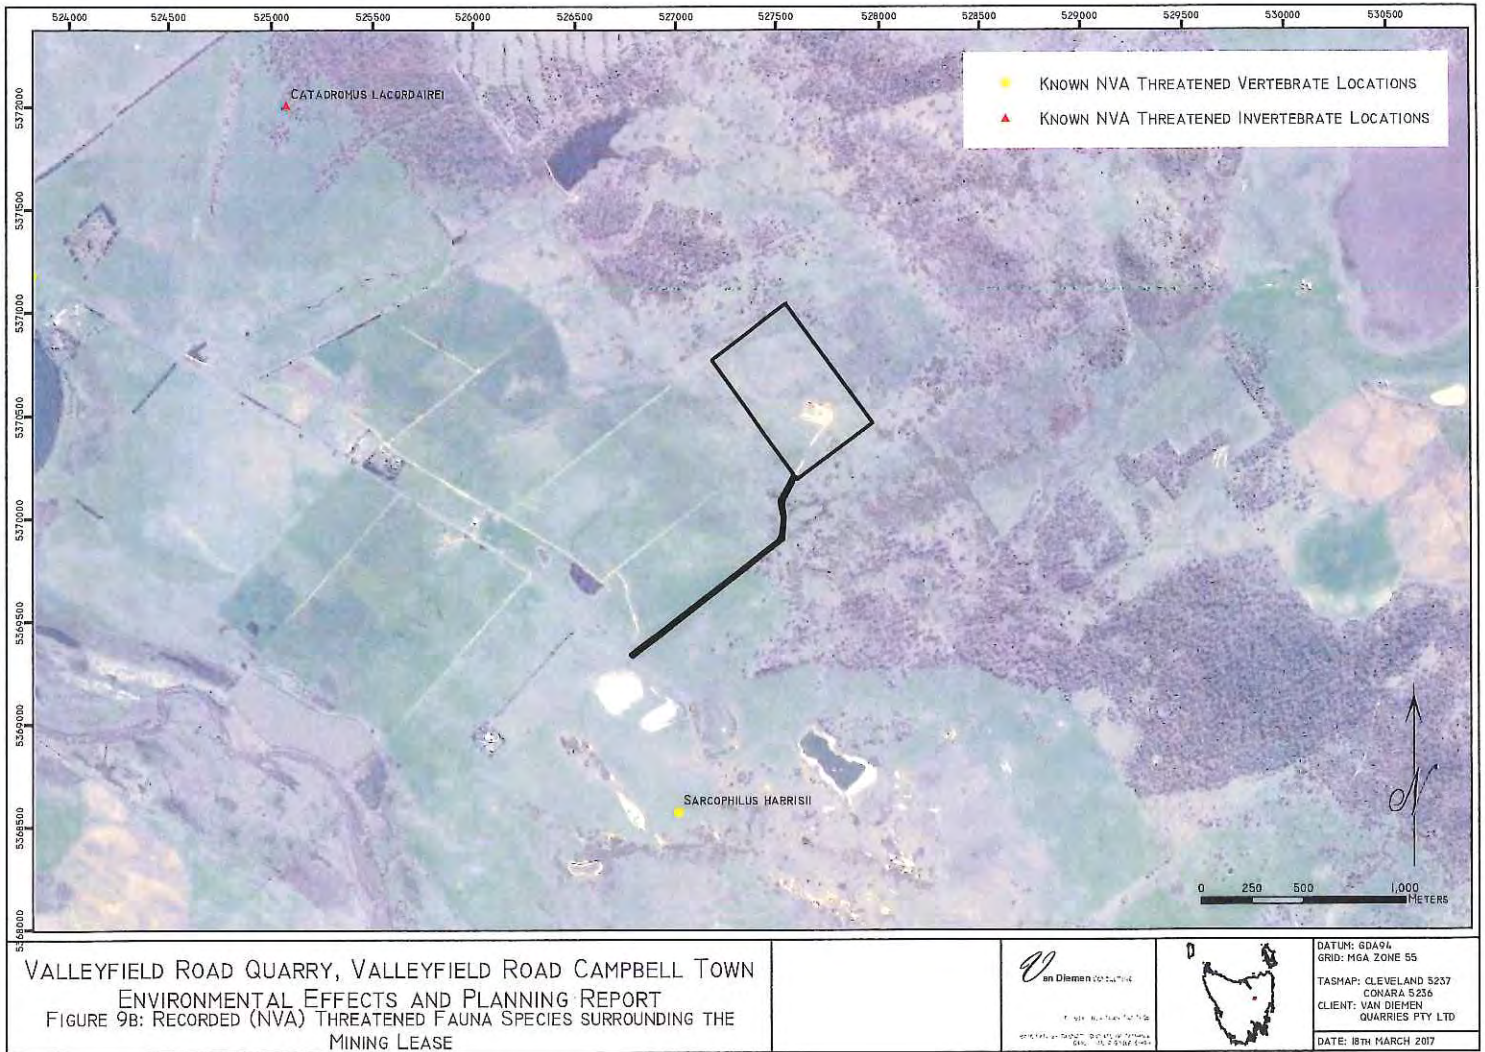 524000 524500 525000 525500 526000 526500 527000 527500 528000 528500 529000 529500 530000 530500
5372000
5371500
5371000
5370500
5370000
5369500
5369000
5368500
5368000
CATADROMUS LACORDAIREI
KNOWN NVA THREATENED VERTEBRATE LOCATIONS
KNOWN NVA THREATENED INVERTEBRATE LOCATIONS
SARCOPHILUS HARRISII
N
0 250 500 1,000
METERS
VALLEYFIELD ROAD QUARRY, VALLEYFIELD ROAD CAMPBELL TOWN
ENVIRONMENTAL EFFECTS AND PLANNING REPORT
FIGURE 9B: RECORDED (NVA) THREATENED FAUNA SPECIES SURROUNDING THE
MINING LEASE
Van Diemen CONSULTING
DATUM: GDA94
GRID: MGA ZONE 55
TASMAP: CLEVELAND 5237
CONARA 5236
CLIENT: VAN DIEMEN
QUARRIES PTY LTD
DATE: 18TH MARCH 2017